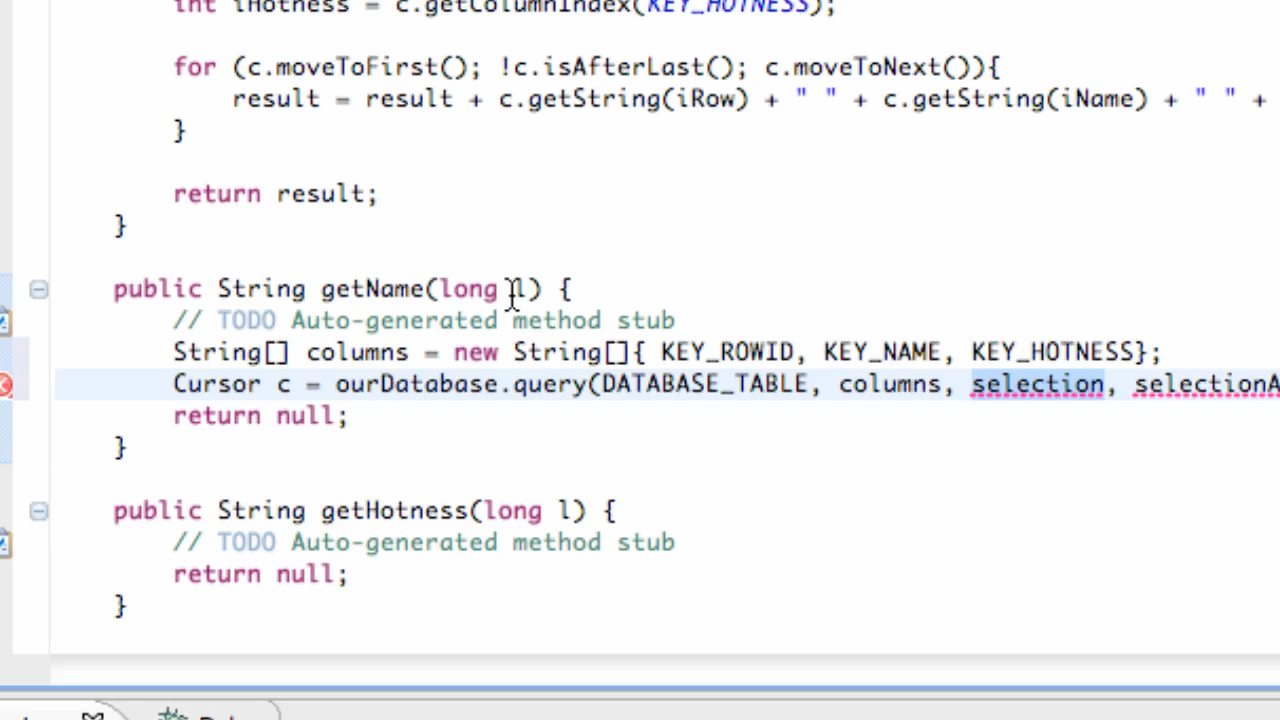 int iHotness = c.getColumnIndex(KEY_HOTNESS);
for (c.moveToFirst(); !c.isAfterLast(); c.moveToNext()){
result = result + c.getString(iRow) + " " + c.getString(iName) + " " +
}
return result;
}
public String getName(long l) {
// TODO Auto-generated method stub
String[] columns = new String[]{ KEY_ROWID, KEY_NAME, KEY_HOTNESS};
Cursor c = ourDatabase.query(DATABASE_TABLE, columns, selection, selectionA
return null;
}
public String getHotness(long l) {
// TODO Auto-generated method stub
return null;
}